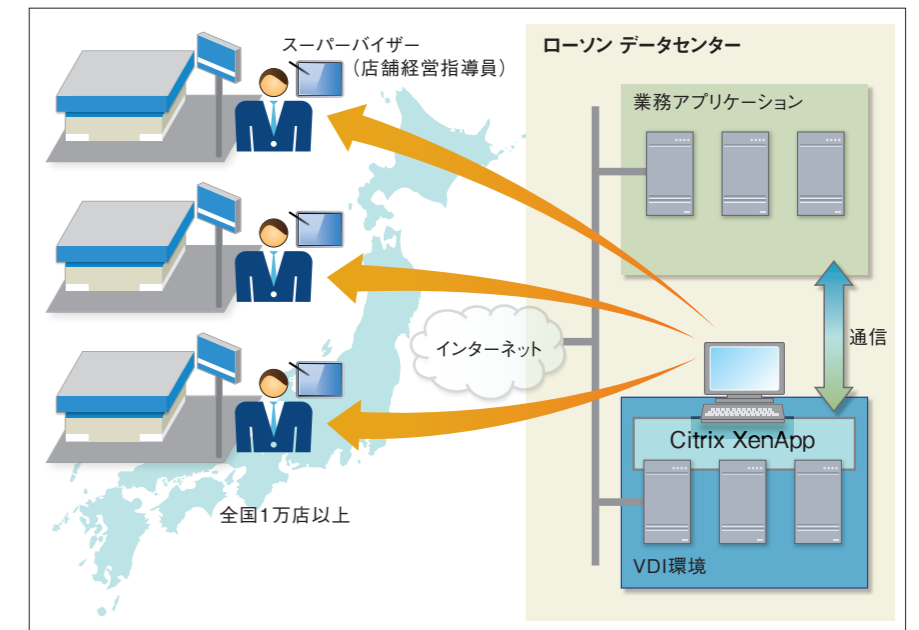 スーパーバイザー
（店舗経営指導員）
ローソン データセンター
業務アプリケーション
インターネット
通信
Citrix XenApp
全国1万店以上
VDI環境